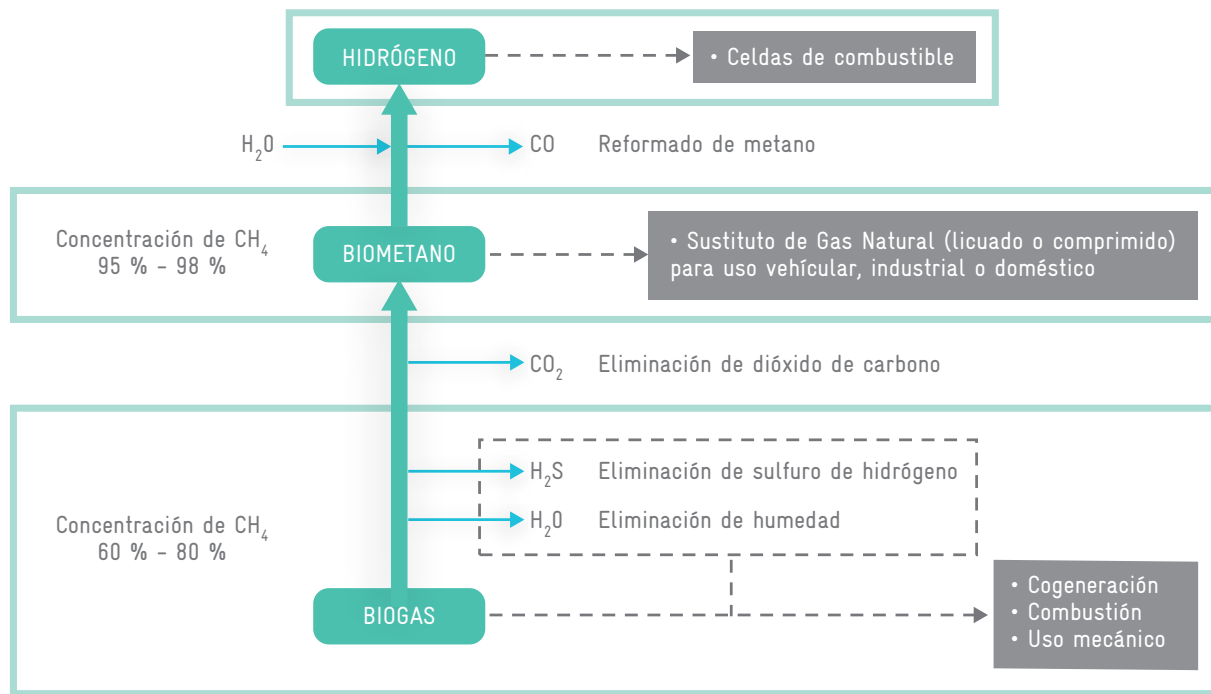 HIDRÓGENO
• Celdas de combustible
H₂O
CO
Reformado de metano
Concentración de CH₄
95 % - 98 %
BIOMETANO
• Sustituto de Gas Natural (licuado o comprimido)
para uso vehícular, industrial o doméstico
CO₂
Eliminación de dióxido de carbono
H₂S
Eliminación de sulfuro de hidrógeno
H₂O
Eliminación de humedad
Concentración de CH₄
60 % - 80 %
BIOGAS
• Cogeneración
• Combustión
• Uso mecánico